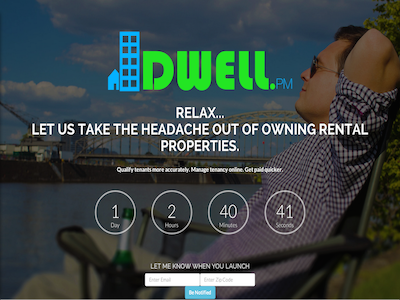 DWELL.PM
RELAX...
LET US TAKE THE HEADACHE OUT OF OWNING RENTAL
PROPERTIES.
Qualify tenants more accurately. Manage tenancy online. Get paid quicker.
1 2 40 41
Day Hours Minutes Seconds
LET ME KNOW WHEN YOU LAUNCH
Enter Email Enter Zip Code
Be Notified